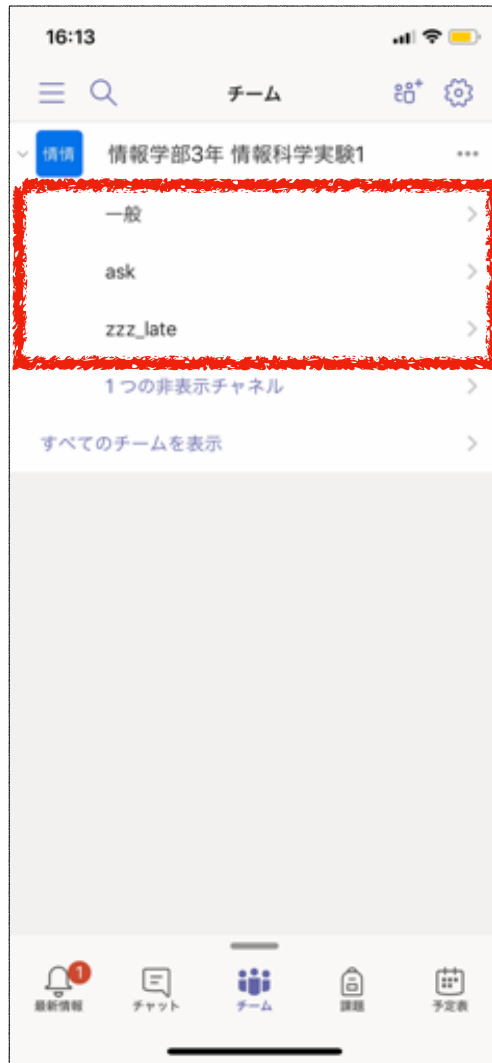 16:13
チーム
情情 情報学部3年 情報科学実験1
一般
ask
zzz_late
1つの非表示チャネル
すべてのチームを表示
1
最新情報 チャット チーム 課題 予定表